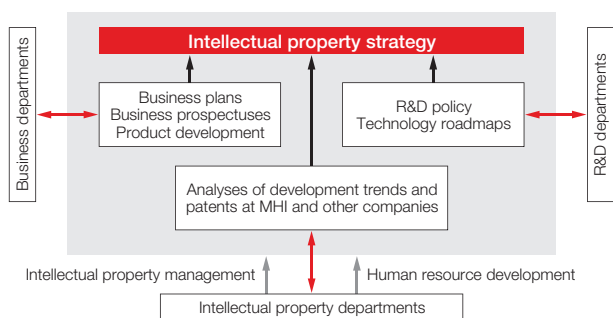 Intellectual property strategy
Business departments
Business plans
Business prospectuses
Product development
R&D policy
Technology roadmaps
R&D departments
Analyses of development trends and
patents at MHI and other companies
Intellectual property management
Human resource development
Intellectual property departments